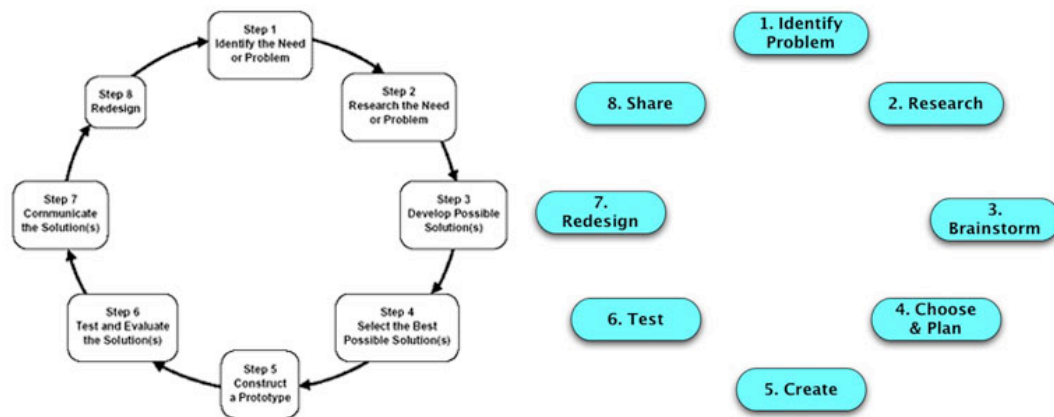 Step 1
Identify the Need
or Problem
Step 2
Research the Need
or Problem
Step 3
Develop Possible
Solution(s)
Step 4
Select the Best
Possible Solution(s)
Step 5
Construct
a Prototype
Step 6
Test and Evaluate
the Solution(s)
Step 7
Communicate
the Solution(s)
Step 8
Redesign
1. Identify
Problem
2. Research
3.
Brainstorm
4. Choose
& Plan
5. Create
6. Test
7.
Redesign
8. Share